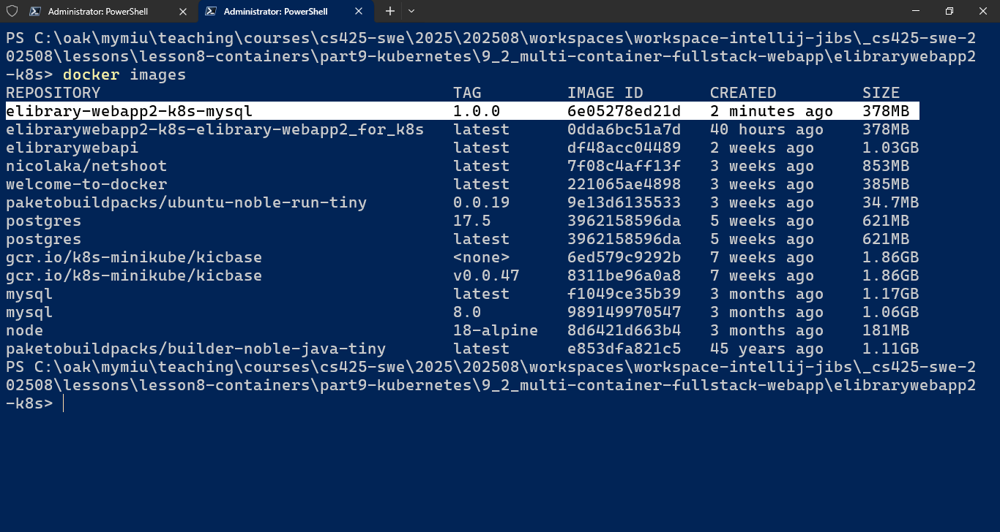 Administrator: PowerShell
Administrator: PowerShell
PS C:\oak\mymiu\teaching\courses\cs425-swe\2025\202508\workspaces\workspace-intellij-jibs\_cs425-swe-2
02508\lessons\lesson8-containers\part9-kubernetes\9_2_multi-container-fullstack-webapp\elibrarywebapp2
-k8s> docker images
REPOSITORY TAG IMAGE ID CREATED SIZE
elibrary-webapp2-k8s-mysql 1.0.0 6e05278ed21d 2 minutes ago 378MB
elibrarywebapp2-k8s-elibrary-webapp2_for_k8s latest 0dda6bc51a7d 40 hours ago 378MB
elibrarywebapi latest df48acc04489 2 weeks ago 1.03GB
nicolaka/netshoot latest 7f08c4aff13f 3 weeks ago 853MB
welcome-to-docker latest 221065ae4898 3 weeks ago 385MB
paketobuildpacks/ubuntu-noble-run-tiny 0.0.19 9e13d6135533 3 weeks ago 34.7MB
postgres 17.5 3962158596da 5 weeks ago 621MB
postgres latest 3962158596da 5 weeks ago 621MB
gcr.io/k8s-minikube/kicbase <none> 6ed579c9292b 7 weeks ago 1.86GB
gcr.io/k8s-minikube/kicbase v0.0.47 8311be96a0a8 7 weeks ago 1.86GB
mysql latest f1049ce35b39 3 months ago 1.17GB
mysql 8.0 989149970547 3 months ago 1.06GB
node 18-alpine 8d6421d663b4 3 months ago 181MB
paketobuildpacks/builder-noble-java-tiny latest e853dfa821c5 45 years ago 1.11GB
PS C:\oak\mymiu\teaching\courses\cs425-swe\2025\202508\workspaces\workspace-intellij-jibs\_cs425-swe-2
02508\lessons\lesson8-containers\part9-kubernetes\9_2_multi-container-fullstack-webapp\elibrarywebapp2
-k8s>